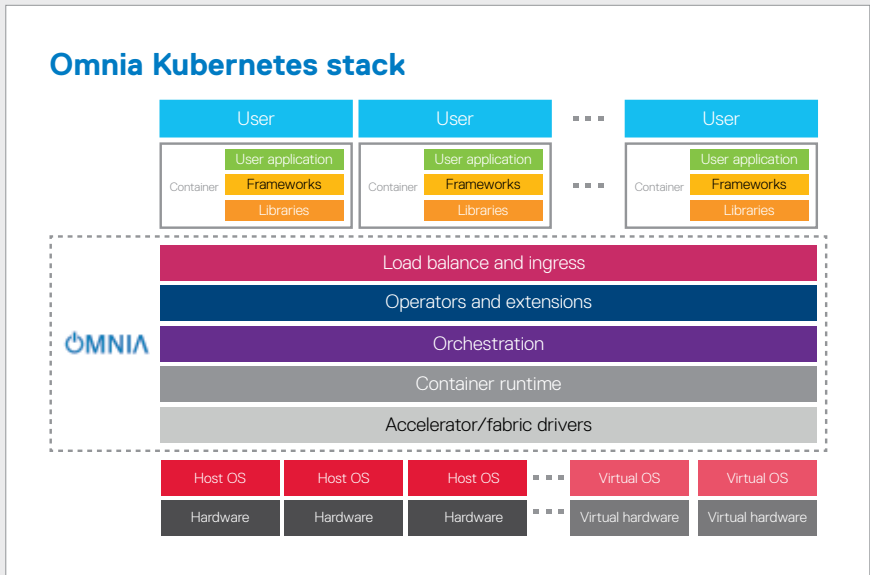 Omnia Kubernetes stack
User User User
User application User application User application
Container Frameworks Container Frameworks Container Frameworks
Libraries Libraries Libraries
Load balance and ingress
Operators and extensions
OMNIA Orchestration
Container runtime
Accelerator/fabric drivers
Host OS Host OS Host OS Virtual OS Virtual OS
Hardware Hardware Hardware Virtual hardware Virtual hardware